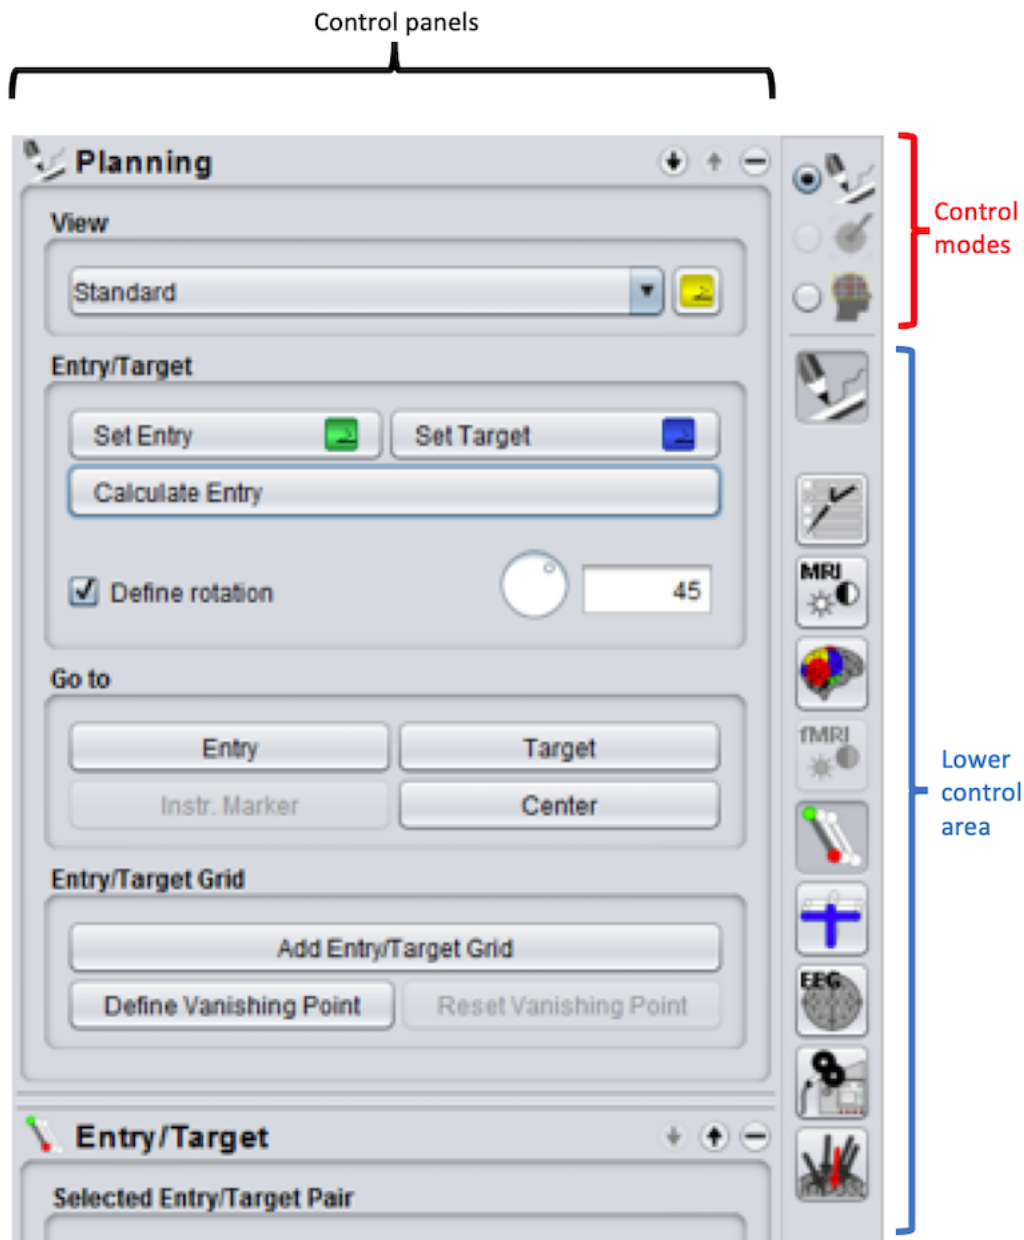 Control panels
Planning
View
Standard
Entry/Target
Set Entry
Set Target
Calculate Entry
Define rotation
45
Go to
Entry
Target
Instr. Marker
Center
Entry/Target Grid
Add Entry/Target Grid
Define Vanishing Point
Reset Vanishing Point
Entry/Target
Selected Entry/Target Pair
Control
modes
MRI
fMRI
EEG
Lower
control
area